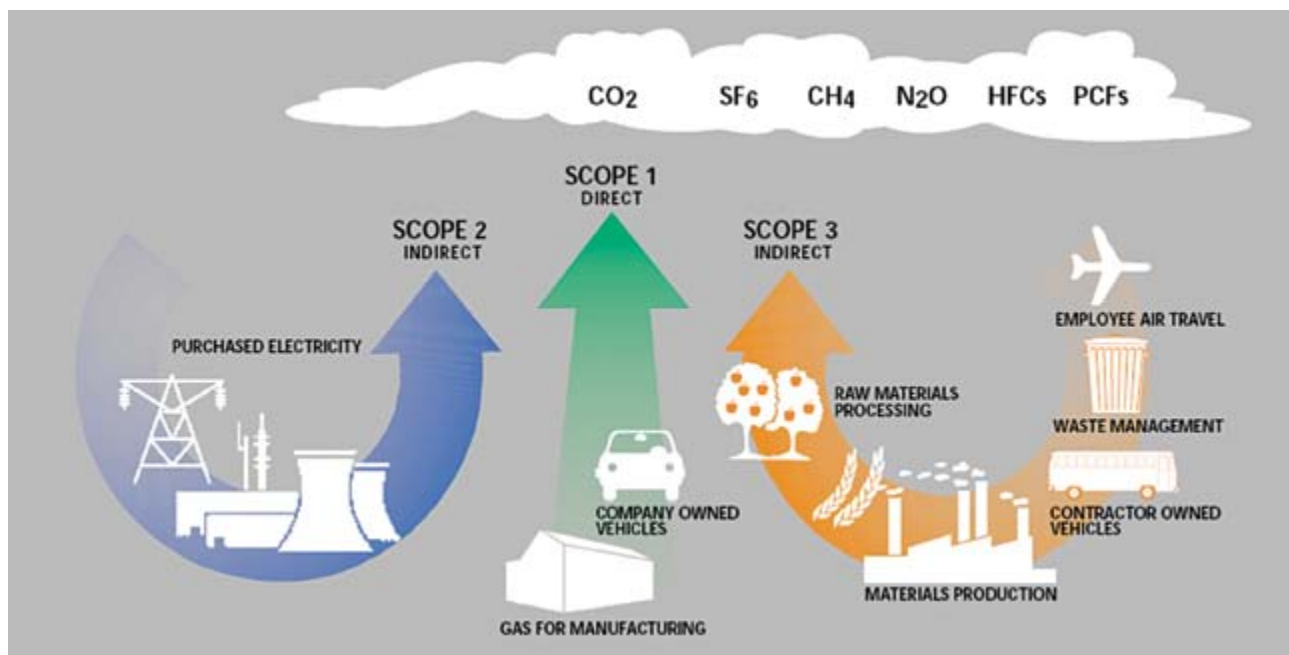 CO2 SF6 CH4 N2O HFCs PCFs
SCOPE 1
DIRECT
SCOPE 2
INDIRECT
SCOPE 3
INDIRECT
PURCHASED ELECTRICITY
COMPANY OWNED
VEHICLES
GAS FOR MANUFACTURING
RAW MATERIALS
PROCESSING
MATERIALS PRODUCTION
EMPLOYEE AIR TRAVEL
WASTE MANAGEMENT
CONTRACTOR OWNED
VEHICLES